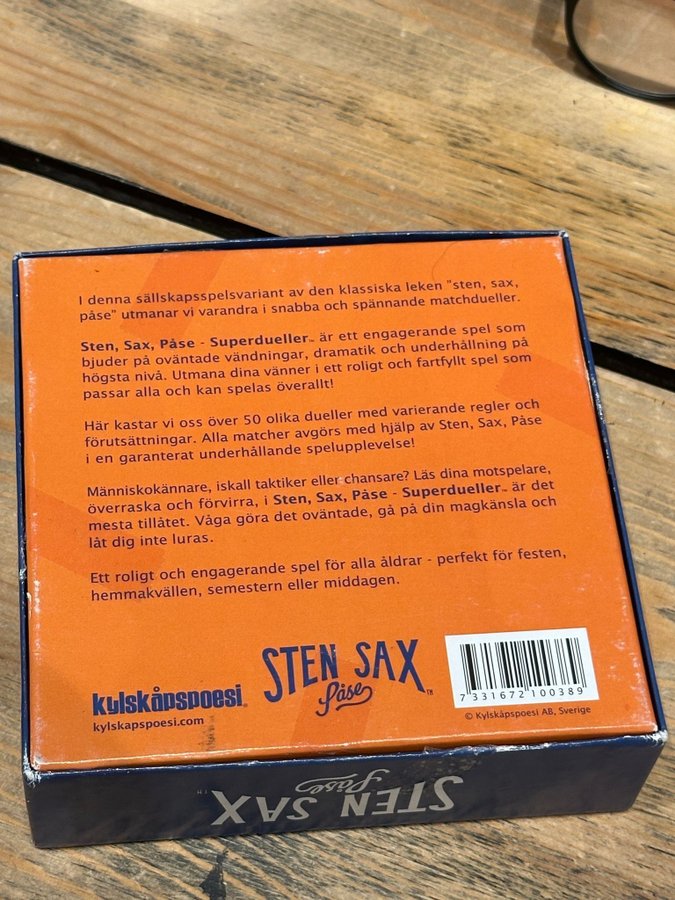 I denna sällskapsspelsvariant av den klassiska leken "sten, sax,
påse" utmanar vi varandra i snabba och spännande matchdueller.
Sten, Sax, Påse - Superdueller™ är ett engagerande spel som
bjuder på oväntade vändningar, dramatik och underhållning på
högsta nivå. Utmana dina vänner i ett roligt och fartfyllt spel som
passar alla och kan spelas överallt!
Här kastar vi oss över 50 olika dueller med varierande regler och
förutsättningar. Alla matcher avgörs med hjälp av Sten, Sax, Påse
i en garanterat underhållande spelupplevelse!
Människokännare, iskall taktiker eller chansare? Läs dina motspelare,
överraska och förvirra, i Sten, Sax, Påse - Superdueller™ är det
mesta tillåtet. Våga göra det oväntade, gå på din magkänsla och
låt dig inte luras.
Ett roligt och engagerande spel för alla åldrar - perfekt för festen,
hemmakvällen, semestern eller middagen.
kylskåpspoesi®
kylskapspoesi.com
STEN SAX
Påse™
7 331672 100389
© Kylskåpspoesi AB, Sverige
STEN SAX™
Påse